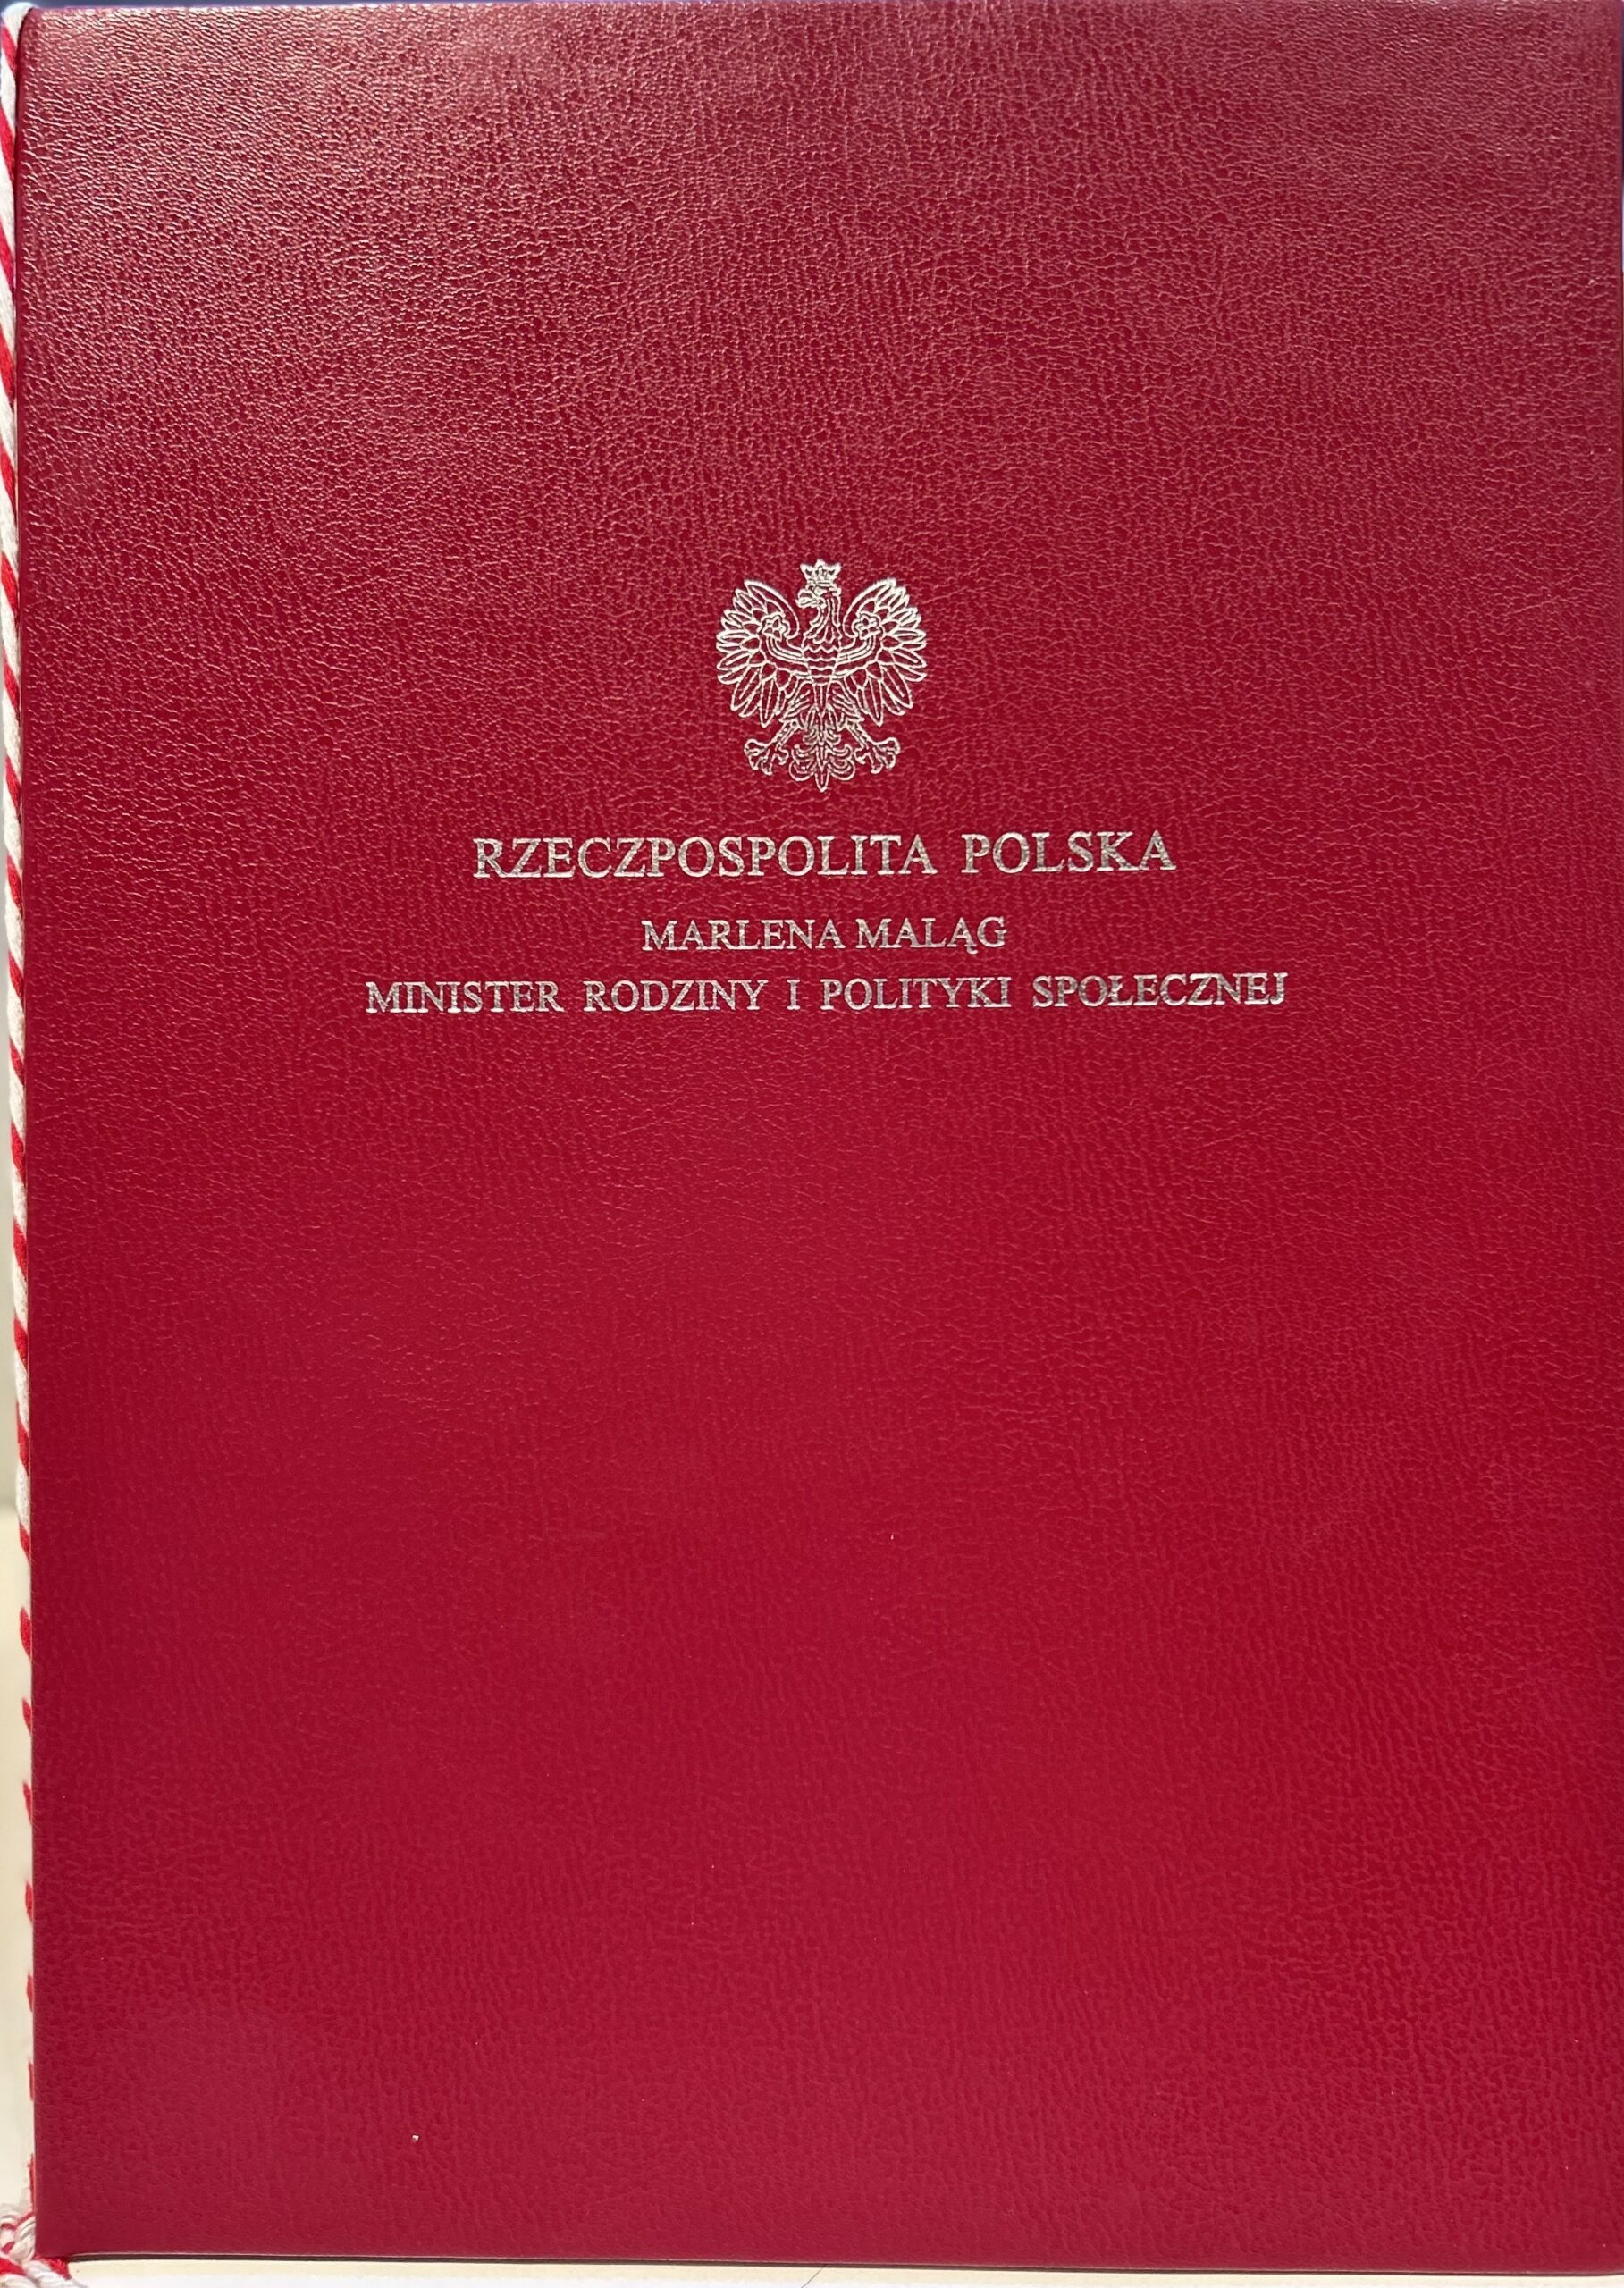 RZECZPOSPOLITA POLSKA
MARLENA MALĄG
MINISTER RODZINY I POLITYKI SPOŁECZNEJ